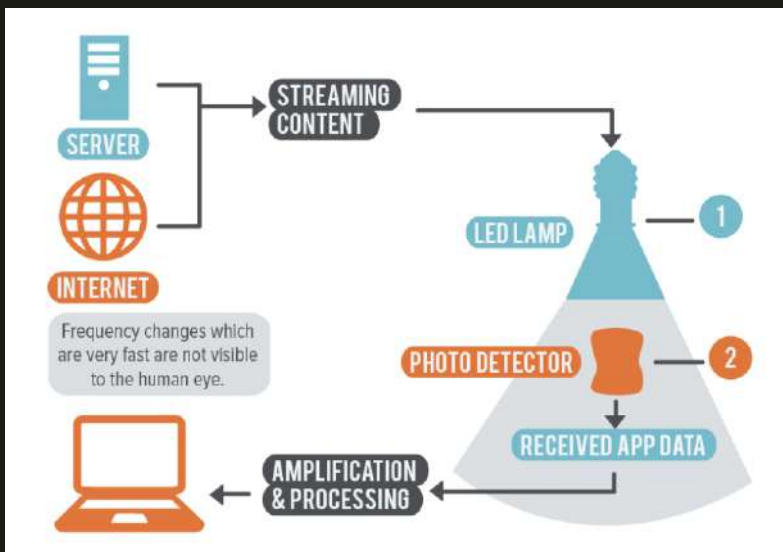 SERVER
STREAMING
CONTENT
LED LAMP
1
INTERNET
Frequency changes which
are very fast are not visible
to the human eye.
PHOTO DETECTOR
2
RECEIVED APP DATA
AMPLIFICATION
& PROCESSING